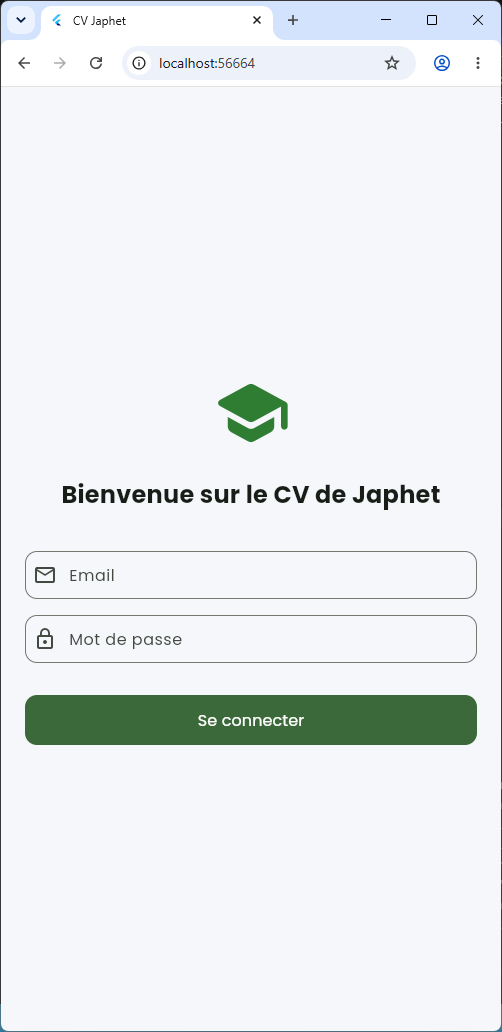 CV Japhet
localhost:56664
Bienvenue sur le CV de Japhet
Email
Mot de passe
Se connecter